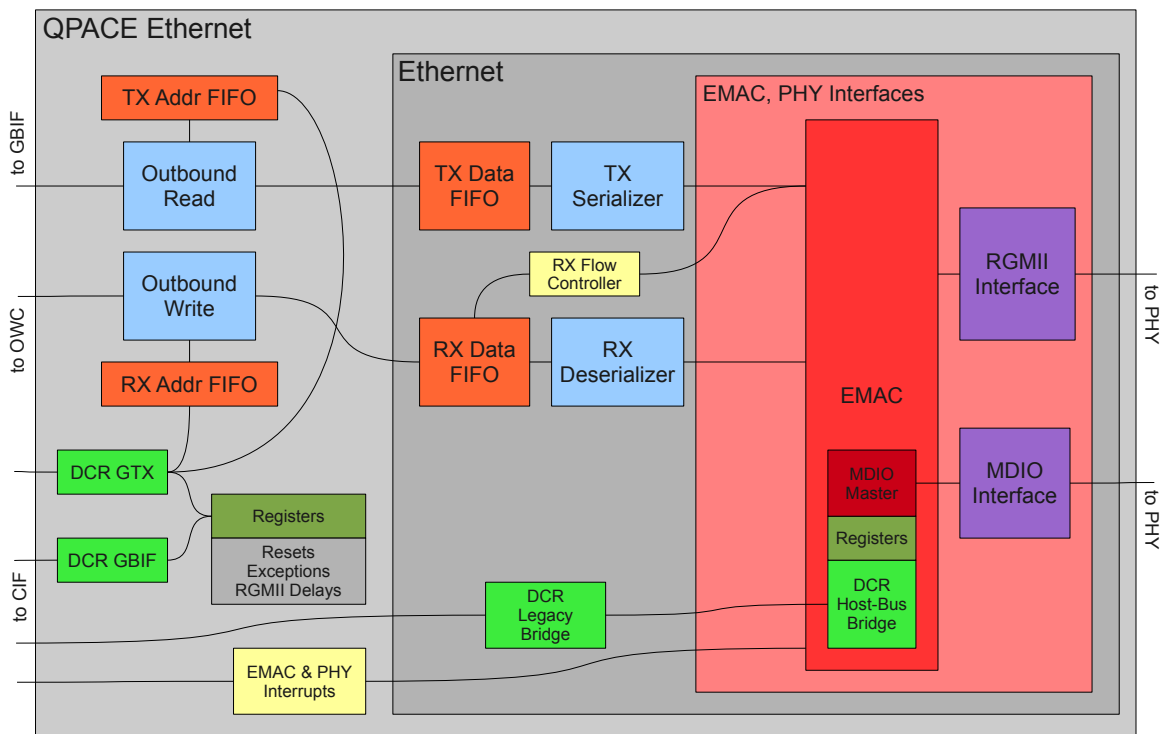 QPACE Ethernet
Ethernet
EMAC, PHY Interfaces
TX Addr FIFO
to GBIF
Outbound
Read
TX Data
FIFO
TX
Serializer
RX Flow
Controller
RGMII
Interface
to PHY
Outbound
Write
to OWC
RX Data
FIFO
RX
Deserializer
RX Addr FIFO
EMAC
DCR GTX
MDIO
Master
MDIO
Interface
to PHY
Registers
Resets
Exceptions
RGMII Delays
Registers
DCR GBIF
to CIF
DCR
Legacy
Bridge
DCR
Host-Bus
Bridge
EMAC & PHY
Interrupts